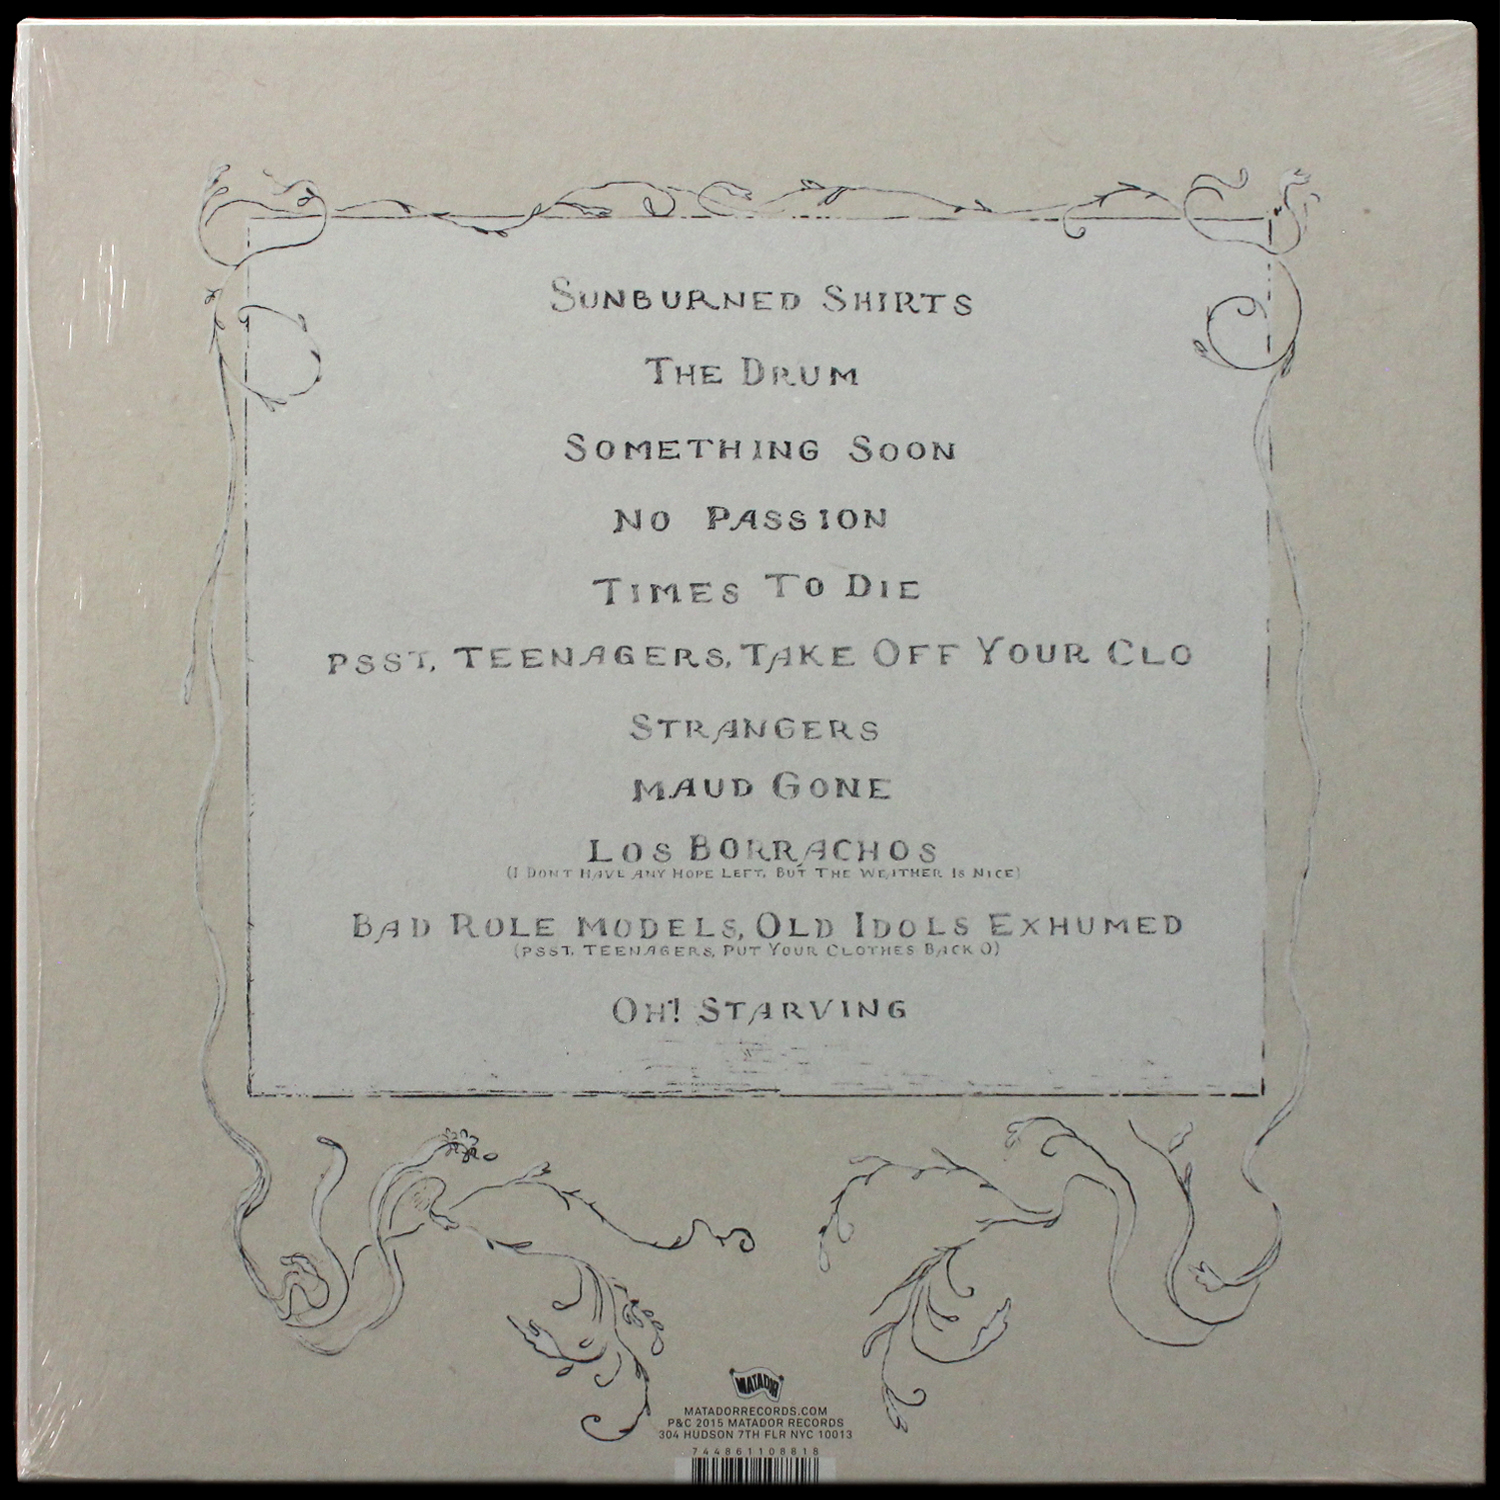 SUNBURNED SHIRTS
THE DRUM
SOMETHING SOON
NO PASSION
TIMES TO DIE
PSST, TEENAGERS, TAKE OFF YOUR CLO
STRANGERS
MAUD GONE
LOS BORRACHOS
(I DON'T HAVE ANY HOPE LEFT, BUT THE WEATHER IS NICE)
BAD ROLE MODELS, OLD IDOLS EXHUMED
(PSST, TEENAGERS, PUT YOUR CLOTHES BACK O)
OH! STARVING
MATADOR
MATADORRECORDS.COM
P&C 2015 MATADOR RECORDS
304 HUDSON 7TH FLR NYC 10013
744861108818